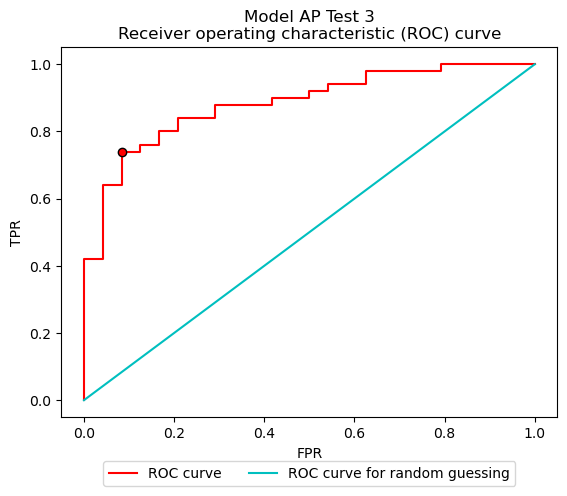 Model AP Test 3
Receiver operating characteristic (ROC) curve
1.0
0.8
0.6
0.4
0.2
0.0
TPR
0.0 0.2 0.4 0.6 0.8 1.0
FPR
ROC curve ROC curve for random guessing